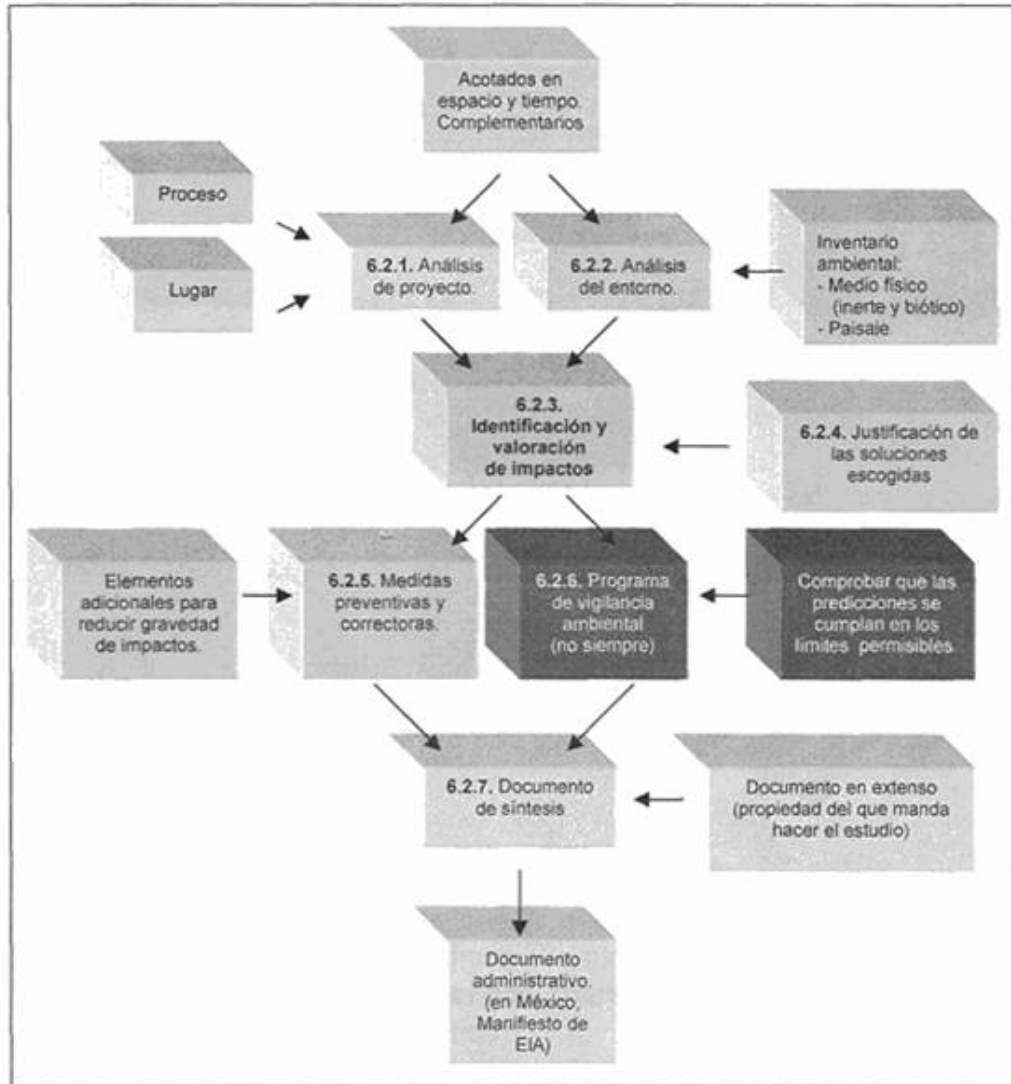 Acotados en
espacio y tiempo.
Complementarios
Proceso
Lugar
6.2.1. Análisis
de proyecto.
6.2.2. Análisis
del entorno.
Inventario
ambiental:
- Medio físico
(inerte y biótico)
- Paisaje.
6.2.3.
Identificación y
valoración
de impactos
6.2.4. Justificación de
las soluciones
escogidas
Elementos
adicionales para
reducir gravedad
de impactos.
6.2.5. Medidas
preventivas y
correctoras.
6.2.6. Programa
de vigilancia
ambiental
(no siempre)
Comprobar que las
predicciones se
cumplan en los
límites permisibles.
6.2.7. Documento
de síntesis
Documento en extenso
(propiedad del que manda
hacer el estudio)
Documento
administrativo.
(en México,
Manifiesto de
EIA)